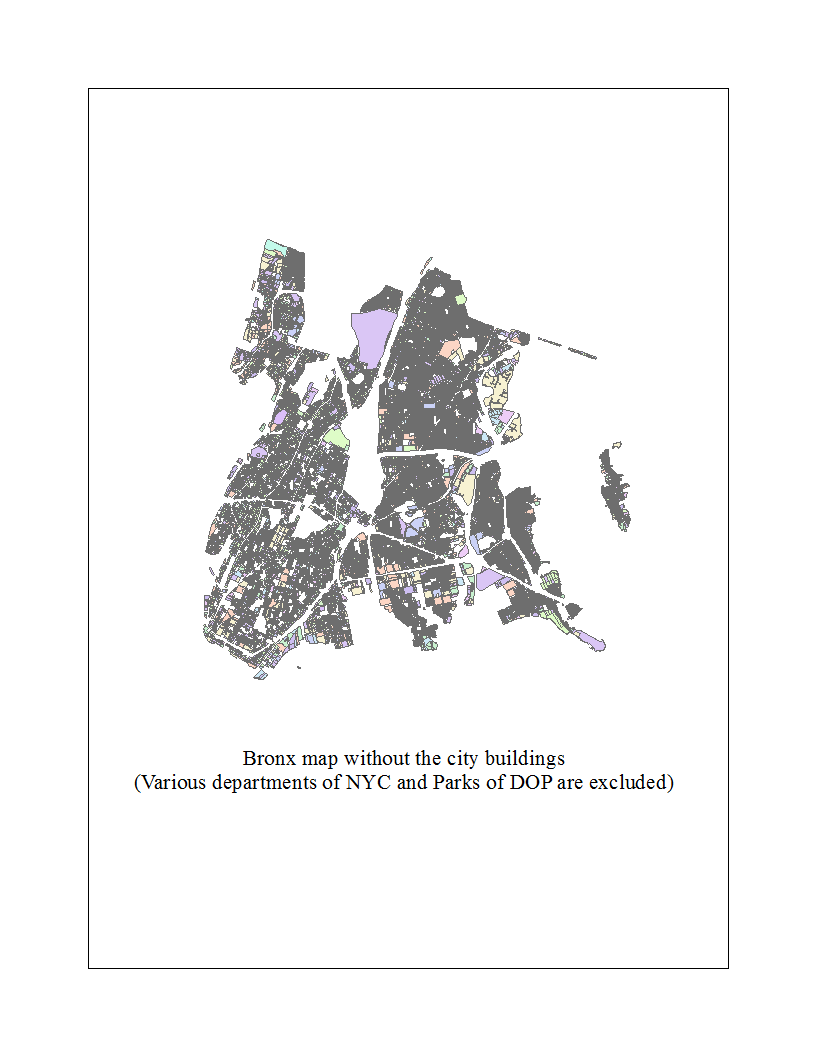 Bronx map without the city buildings
(Various departments of NYC and Parks of DOP are excluded)